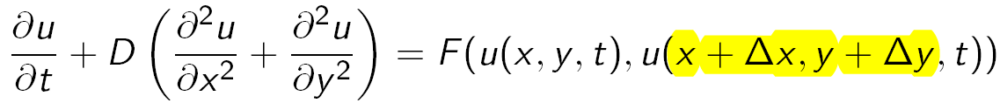 ∂u/∂t + D (∂²u/∂x² + ∂²u/∂y²) = F(u(x, y, t), u(x + Δx, y + Δy, t))